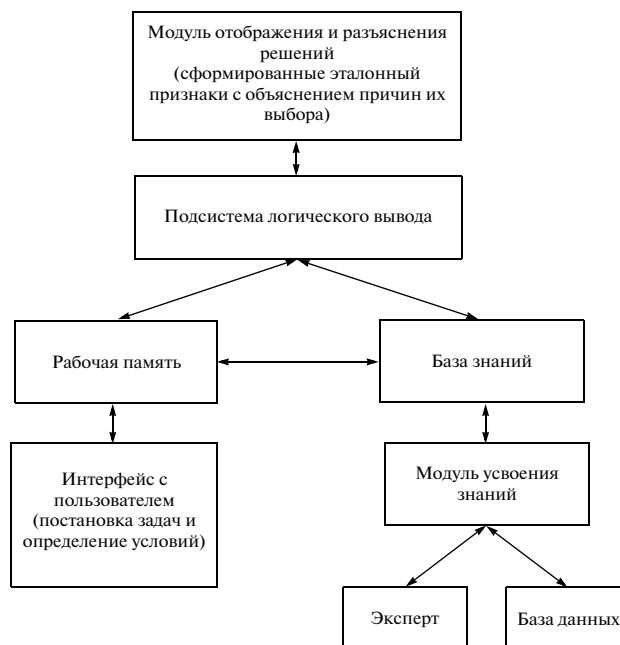 Модуль отображения и разъяснения
решений
(сформированные эталонный
признаки с объяснением причин их
выбора)
Подсистема логического вывода
Рабочая память
База знаний
Интерфейс с
пользователем
(постановка задач и
определение условий)
Модуль усвоения
знаний
Эксперт
База данных